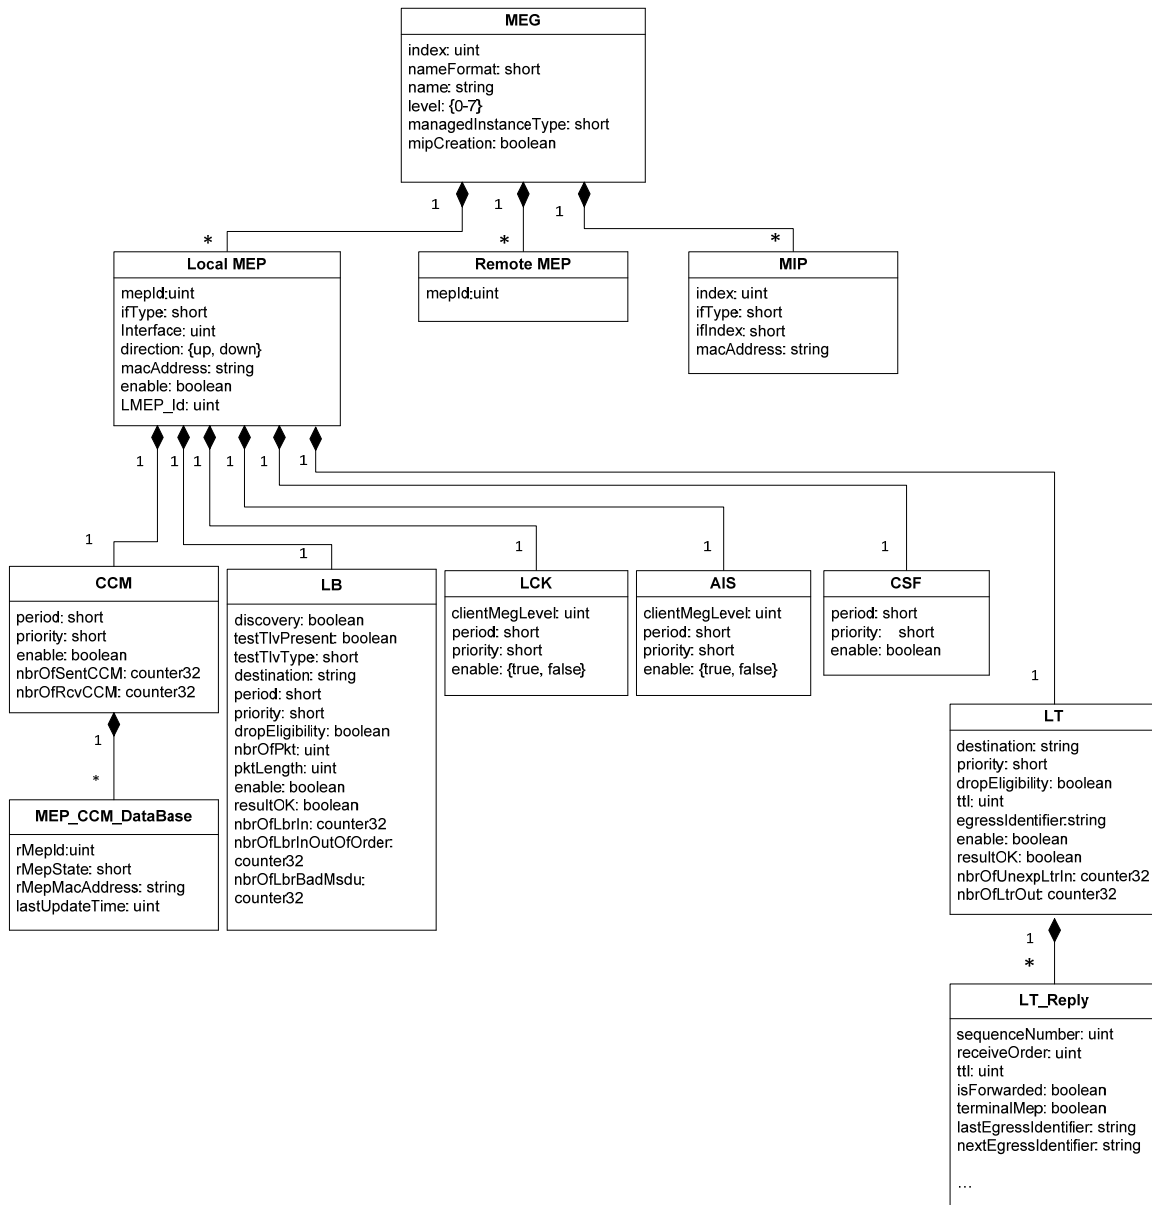 MEG
index: uint
nameFormat: short
name: string
level: {0-7}
managedInstanceType: short
mipCreation: boolean
1
1
1
*
*
*
Local MEP
mepId:uint
ifType: short
Interface: uint
direction: {up, down}
macAddress: string
enable: boolean
LMEP_Id: uint
Remote MEP
mepId:uint
MIP
index: uint
ifType: short
ifIndex: short
macAddress: string
1
1
1
1
1
1
1
1
1
1
1
1
CCM
period: short
priority: short
enable: boolean
nbrOfSentCCM: counter32
nbrOfRcvCCM: counter32
LB
discovery: boolean
testTlvPresent: boolean
testTlvType: short
destination: string
period: short
priority: short
dropEligibility: boolean
nbrOfPkt: uint
pktLength: uint
enable: boolean
resultOK: boolean
nbrOfLbrIn: counter32
nbrOfLbrInOutOfOrder:
counter32
nbrOfLbrBadMsdu:
counter32
LCK
clientMegLevel: uint
period: short
priority: short
enable: {true, false}
AIS
clientMegLevel: uint
period: short
priority: short
enable: {true, false}
CSF
period: short
priority: short
enable: boolean
LT
destination: string
priority: short
dropEligibility: boolean
ttl: uint
egressIdentifier:string
enable: boolean
resultOK: boolean
nbrOfUnexpLtrIn: counter32
nbrOfLtrOut: counter32
1
*
MEP_CCM_DataBase
rMepId:uint
rMepState: short
rMepMacAddress: string
lastUpdateTime: uint
1
*
LT_Reply
sequenceNumber: uint
receiveOrder: uint
ttl: uint
isForwarded: boolean
terminalMep: boolean
lastEgressIdentifier: string
nextEgressIdentifier: string
...